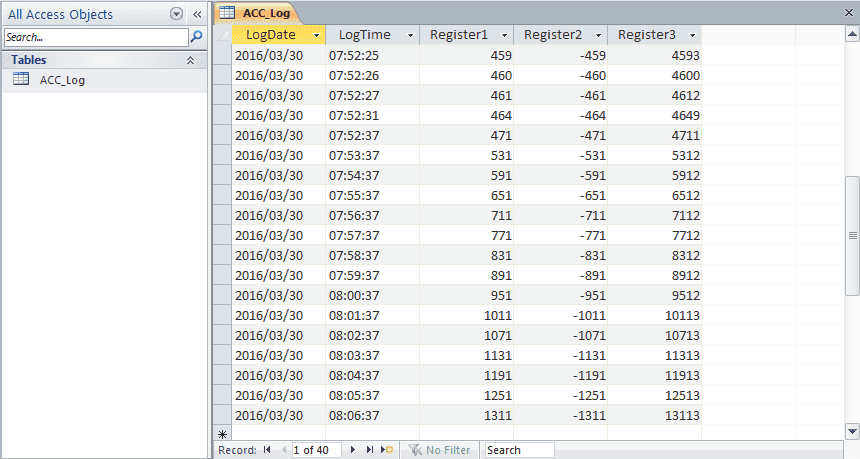 All Access Objects
Search...
Tables
ACC_Log
ACC_Log
LogDate LogTime Register1 Register2 Register3
2016/03/30 07:52:25 459 -459 4593
2016/03/30 07:52:26 460 -460 4600
2016/03/30 07:52:27 461 -461 4612
2016/03/30 07:52:31 464 -464 4649
2016/03/30 07:52:37 471 -471 4711
2016/03/30 07:53:37 531 -531 5312
2016/03/30 07:54:37 591 -591 5912
2016/03/30 07:55:37 651 -651 6512
2016/03/30 07:56:37 711 -711 7112
2016/03/30 07:57:37 771 -771 7712
2016/03/30 07:58:37 831 -831 8312
2016/03/30 07:59:37 891 -891 8912
2016/03/30 08:00:37 951 -951 9512
2016/03/30 08:01:37 1011 -1011 10113
2016/03/30 08:02:37 1071 -1071 10713
2016/03/30 08:03:37 1131 -1131 11313
2016/03/30 08:04:37 1191 -1191 11913
2016/03/30 08:05:37 1251 -1251 12513
2016/03/30 08:06:37 1311 -1311 13113
Record: 1 of 40 No Filter Search